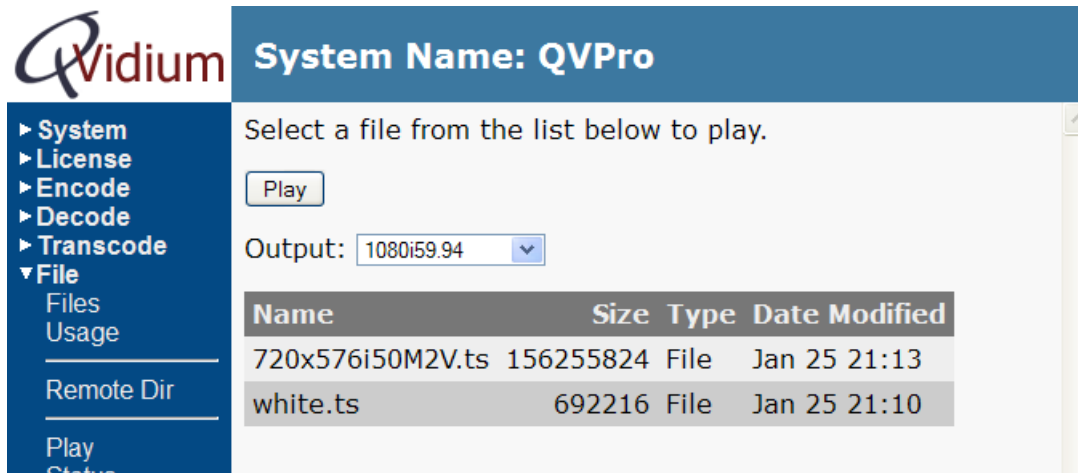 QVidium
System Name: QVPro
System
License
Encode
Decode
Transcode
File
Files
Usage
Remote Dir
Play
Status
Select a file from the list below to play.
Play
Output: 1080i59.94
Name Size Type Date Modified
720x576i50M2V.ts 156255824 File Jan 25 21:13
white.ts 692216 File Jan 25 21:10